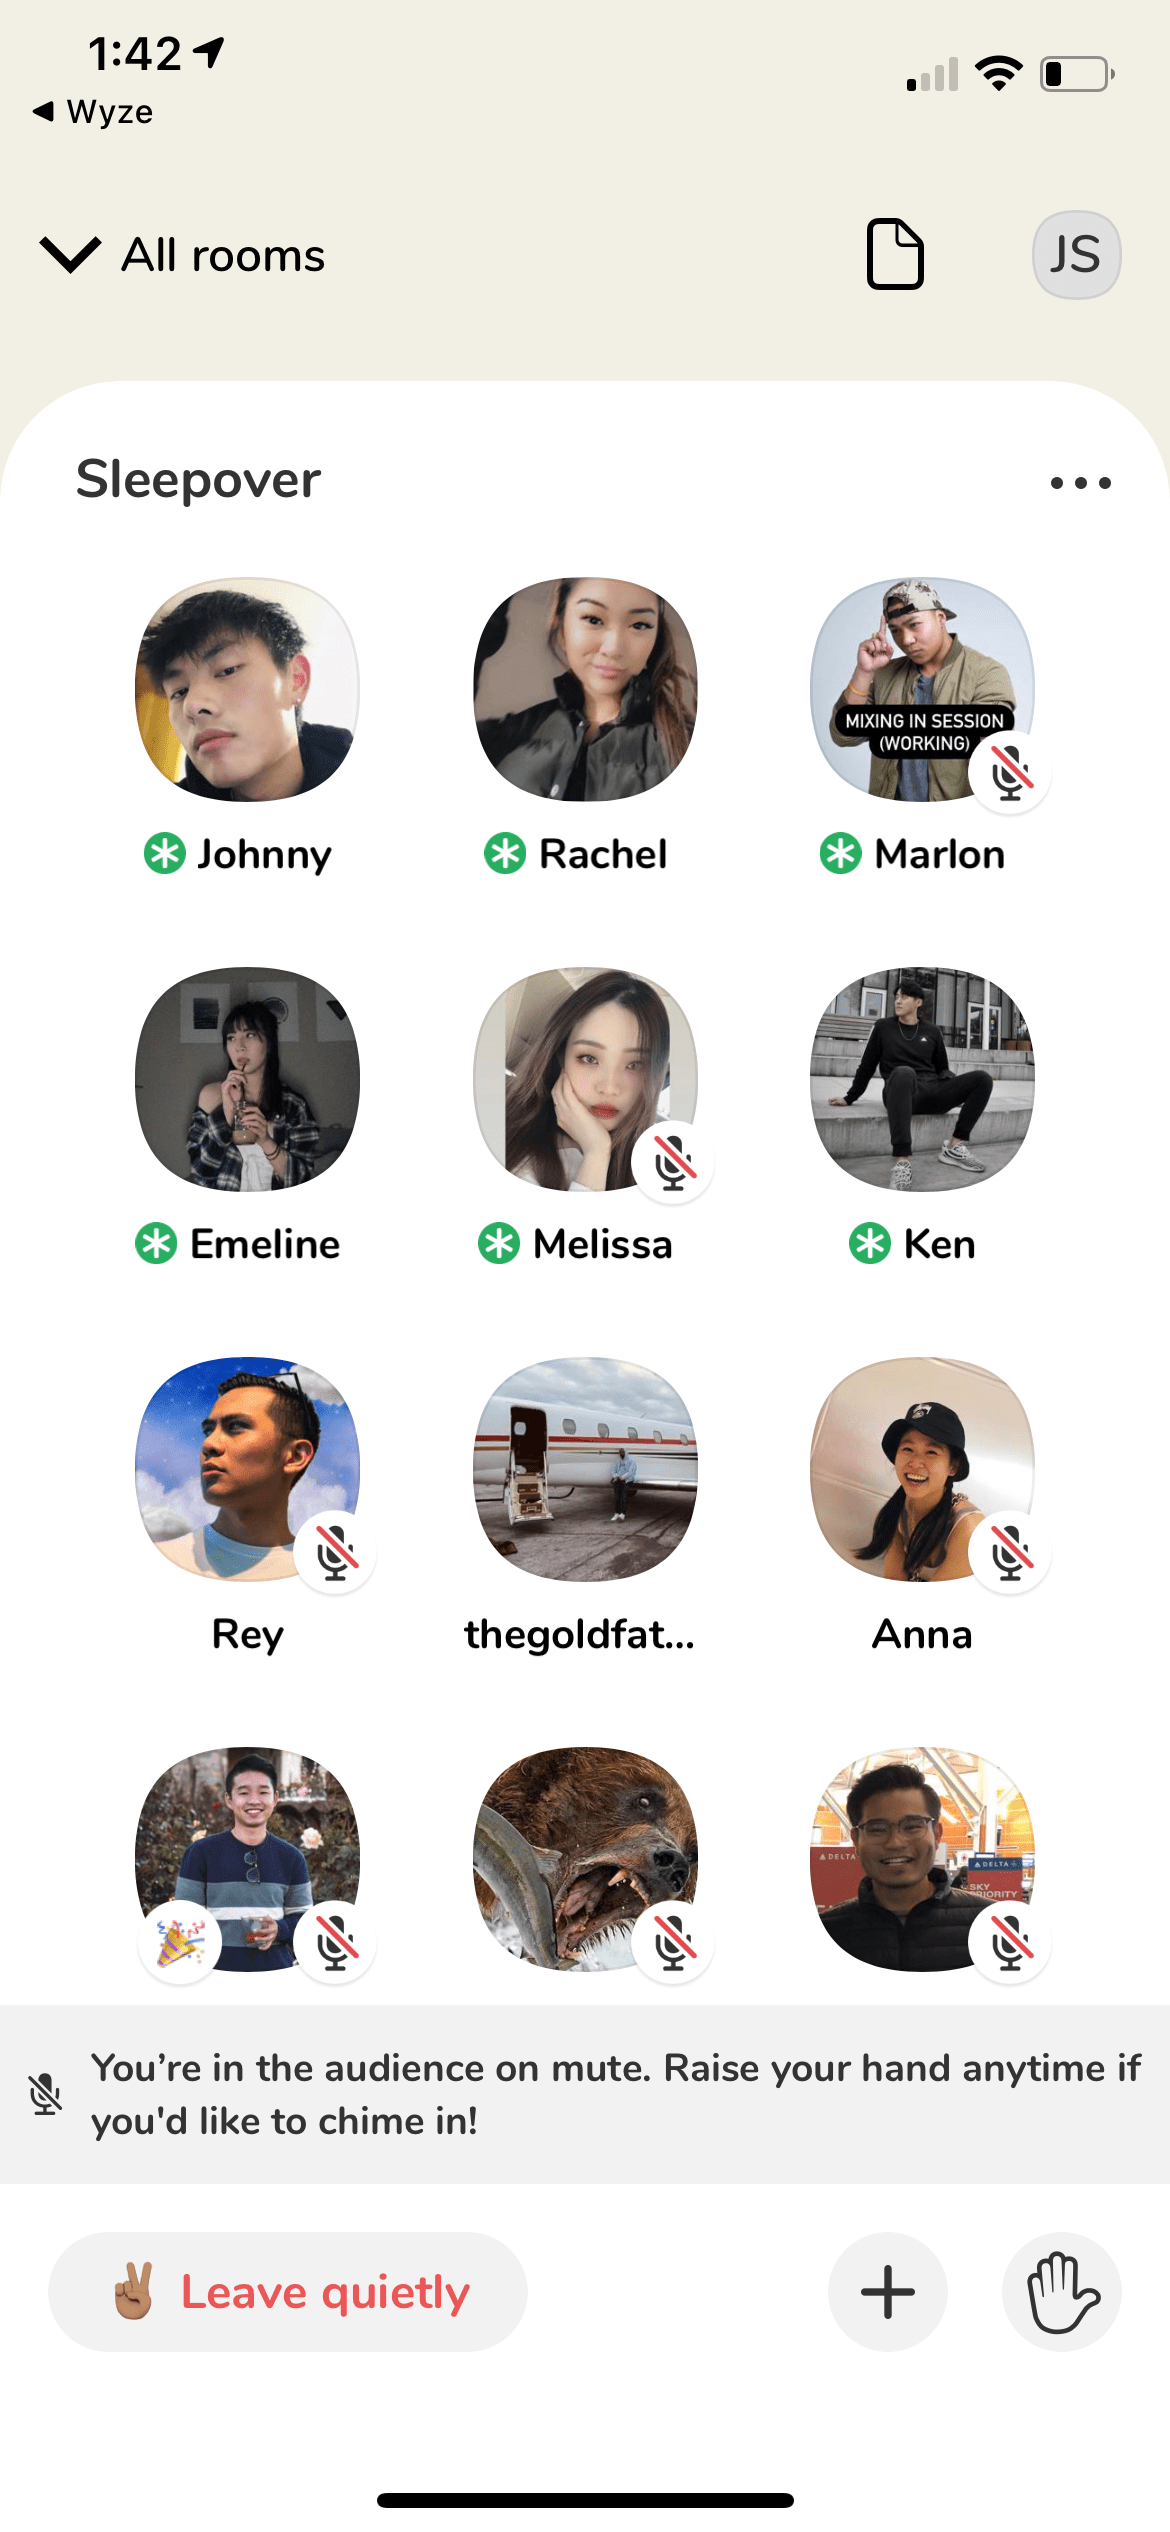 1:42
◀ Wyze
All rooms
JS
Sleepover
MIXING IN SESSION
(WORKING)
Johnny
Rachel
Marlon
Emeline
Melissa
Ken
Rey
thegoldfat...
Anna
DELTA
DELTA
SKY
PRIORITY
You’re in the audience on mute. Raise your hand anytime if
you'd like to chime in!
Leave quietly